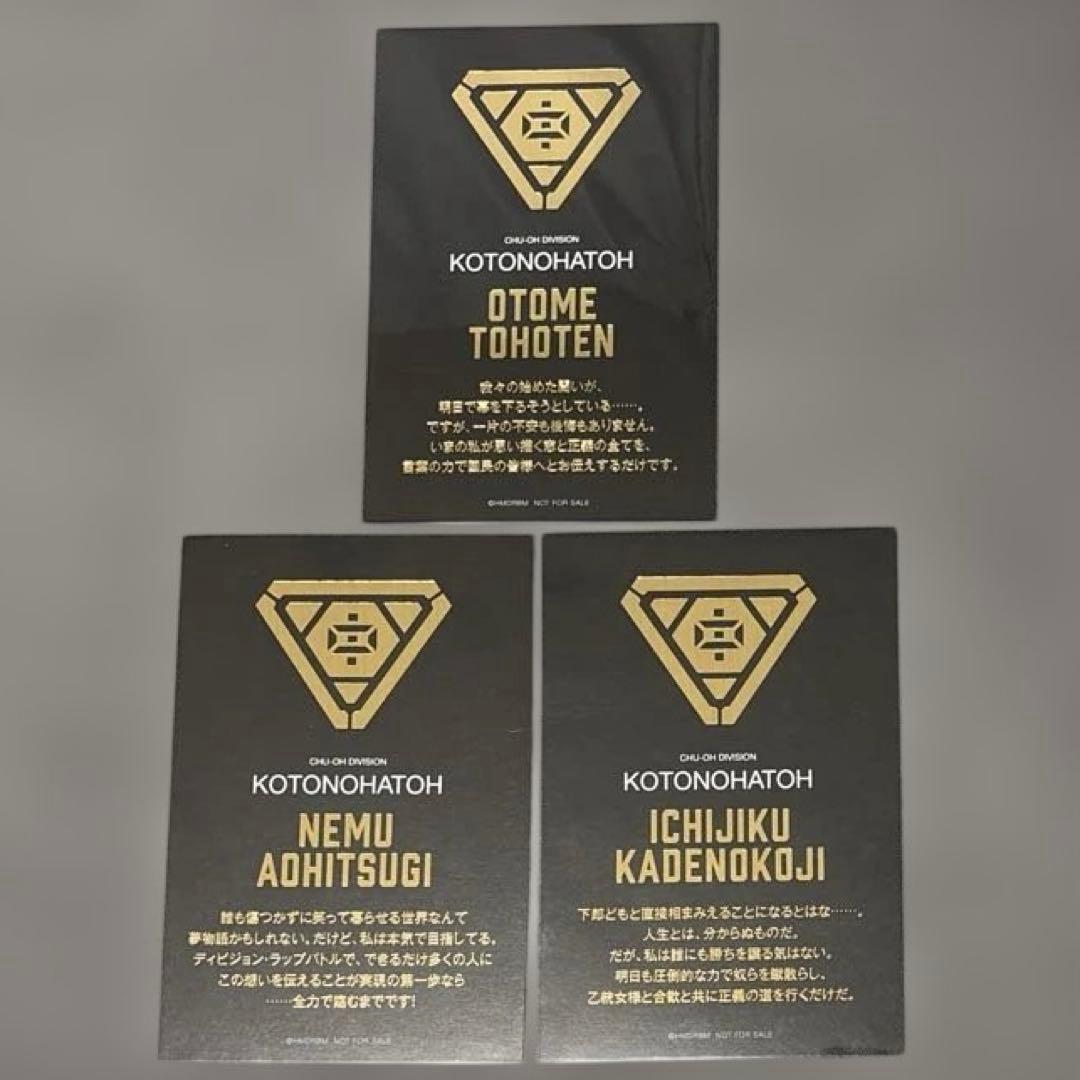 CHU-OH DIVISION
KOTONOHATOH
OTOME
TOHOTEN
我々の始めた闘いが、
明日で幕を下ろそうとしている……。
ですが、一片の不安も後悔もありません。
いまの私が思い描く愛と正義の全てを、
言葉の力で国民の皆様へとお伝えするだけです。
©HMDRBM NOT FOR SALE
CHU-OH DIVISION
KOTONOHATOH
NEMU
AOHITSUGI
誰も傷つかずに笑って暮らせる世界なんて
夢物語かもしれない。だけど、私は本気で目指してる。
ディビジョン・ラップバトルで、できるだけ多くの人に
この想いを伝えることが実現の第一歩なら
……全力で臨むまでです!
©HMDRBM NOT FOR SALE
CHU-OH DIVISION
KOTONOHATOH
ICHIJIKU
KADENOKOJI
下郎どもと直接相まみえることになるとはな……。
人生とは、分からぬものだ。
だが、私は誰にも勝ちを譲る気はない。
明日も圧倒的な力で奴らを蹴散らし、
乙統女様と合歓と共に正義の道を行くだけだ。
©HMDRBM NOT FOR SALE